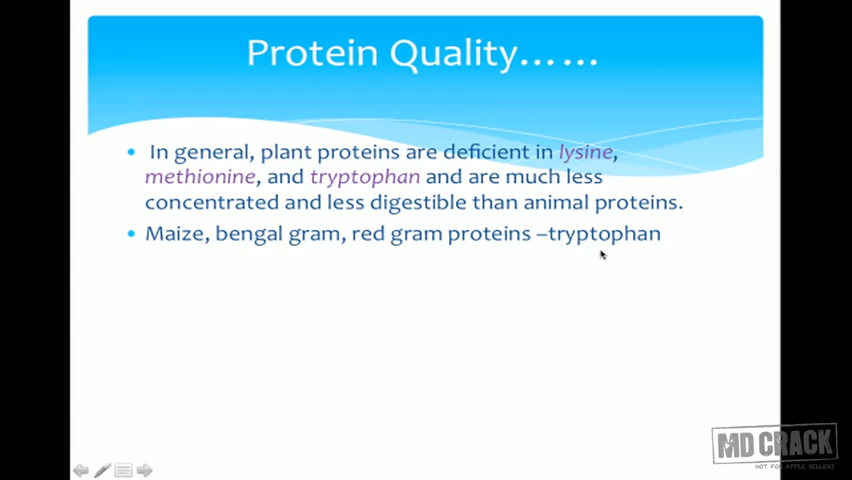 Protein Quality……
In general, plant proteins are deficient in lysine,
methionine, and tryptophan and are much less
concentrated and less digestible than animal proteins.
Maize, bengal gram, red gram proteins –tryptophan
MD CRACK
NOT FOR APPLE SELLERS